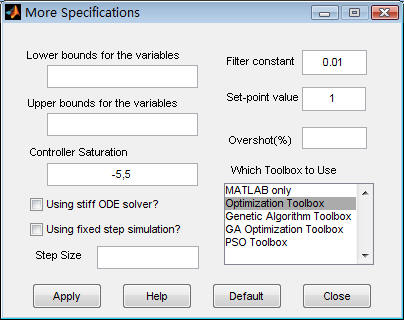 More Specifications
Lower bounds for the variables
Upper bounds for the variables
Controller Saturation
-5,5
Using stiff ODE solver?
Using fixed step simulation?
Step Size
Filter constant
0.01
Set-point value
1
Overshot(%)
Which Toolbox to Use
MATLAB only
Optimization Toolbox
Genetic Algorithm Toolbox
GA Optimization Toolbox
PSO Toolbox
Apply
Help
Default
Close